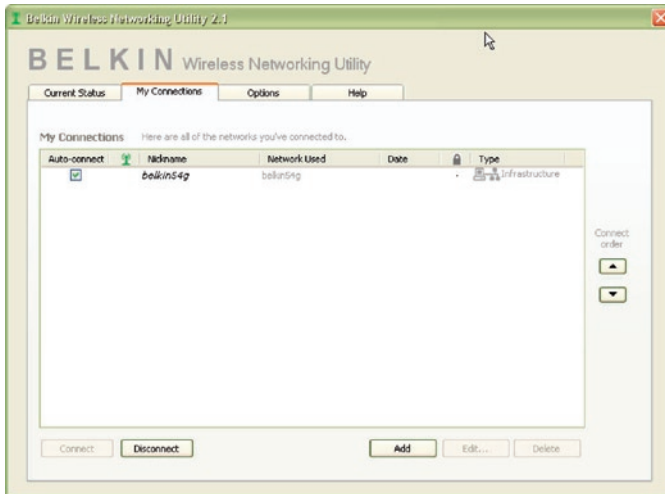 Belkin Wireless Networking Utility 2.1
BELKIN Wireless Networking Utility
Current Status My Connections Options Help
My Connections Here are all of the networks you've connected to.
Auto-connect Nickname Network Used Date Type
belkin54g belkin54g - Infrastructure
Connect order
Connect Disconnect Add Edit.... Delete